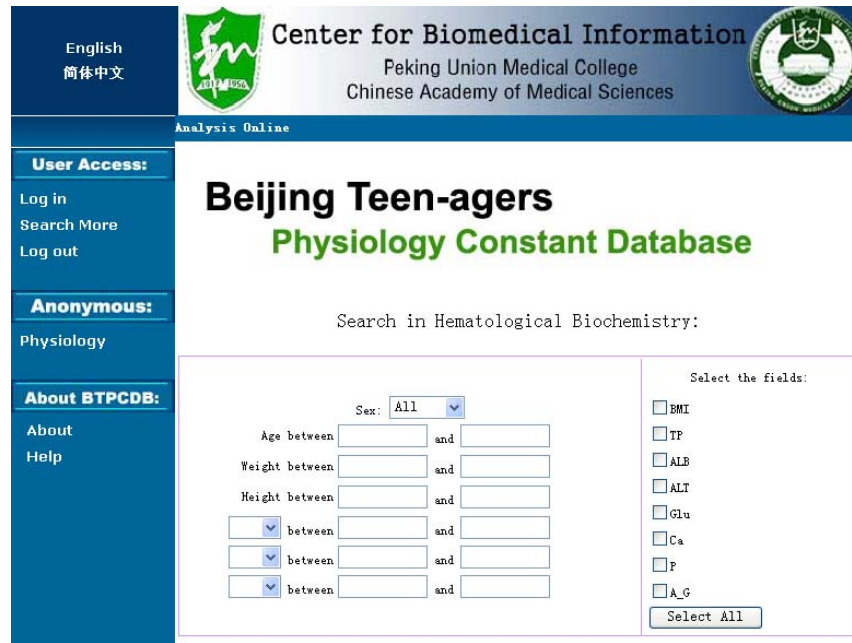 English
简体中文
Center for Biomedical Information
Peking Union Medical College
Chinese Academy of Medical Sciences
1917 1956
Analysis Online
User Access:
Log in
Search More
Log out
Anonymous:
Physiology
About BTPCDB:
About
Help
Beijing Teen-agers
Physiology Constant Database
Search in Hematological Biochemistry:
Sex: All
Age between and
Weight between and
Height between and
between and
between and
between and
Select the fields:
BMI
TP
ALB
ALT
Glu
Ca
P
A_G
Select All